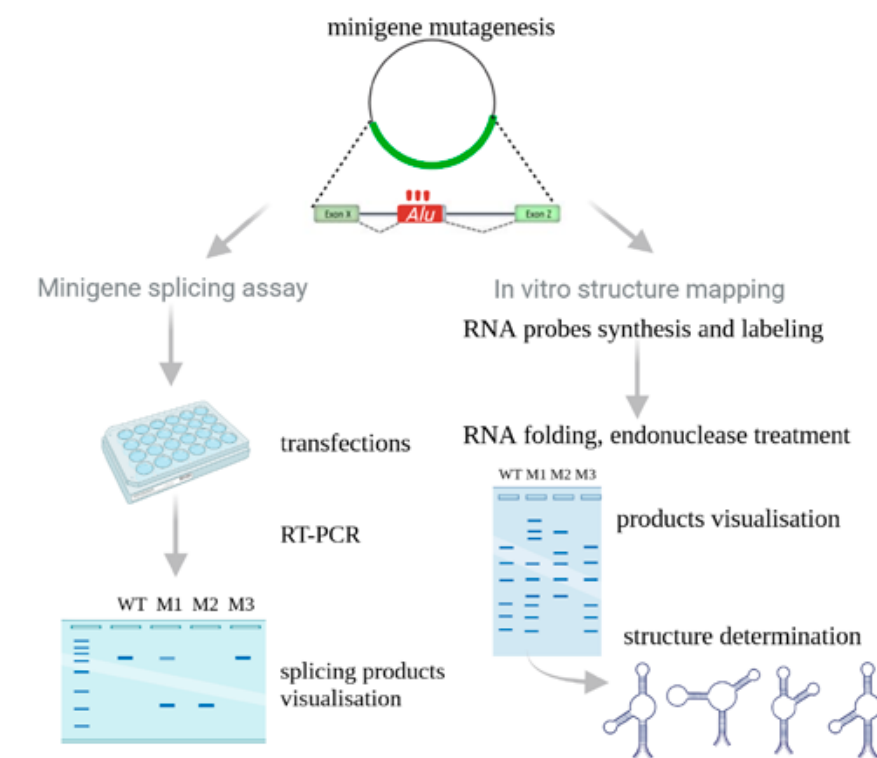 minigene mutagenesis
Exon X Alu Exon Z
Minigene splicing assay
In vitro structure mapping
RNA probes synthesis and labeling
transfections
RNA folding, endonuclease treatment
WT M1 M2 M3
products visualisation
RT-PCR
WT M1 M2 M3
splicing products
visualisation
structure determination